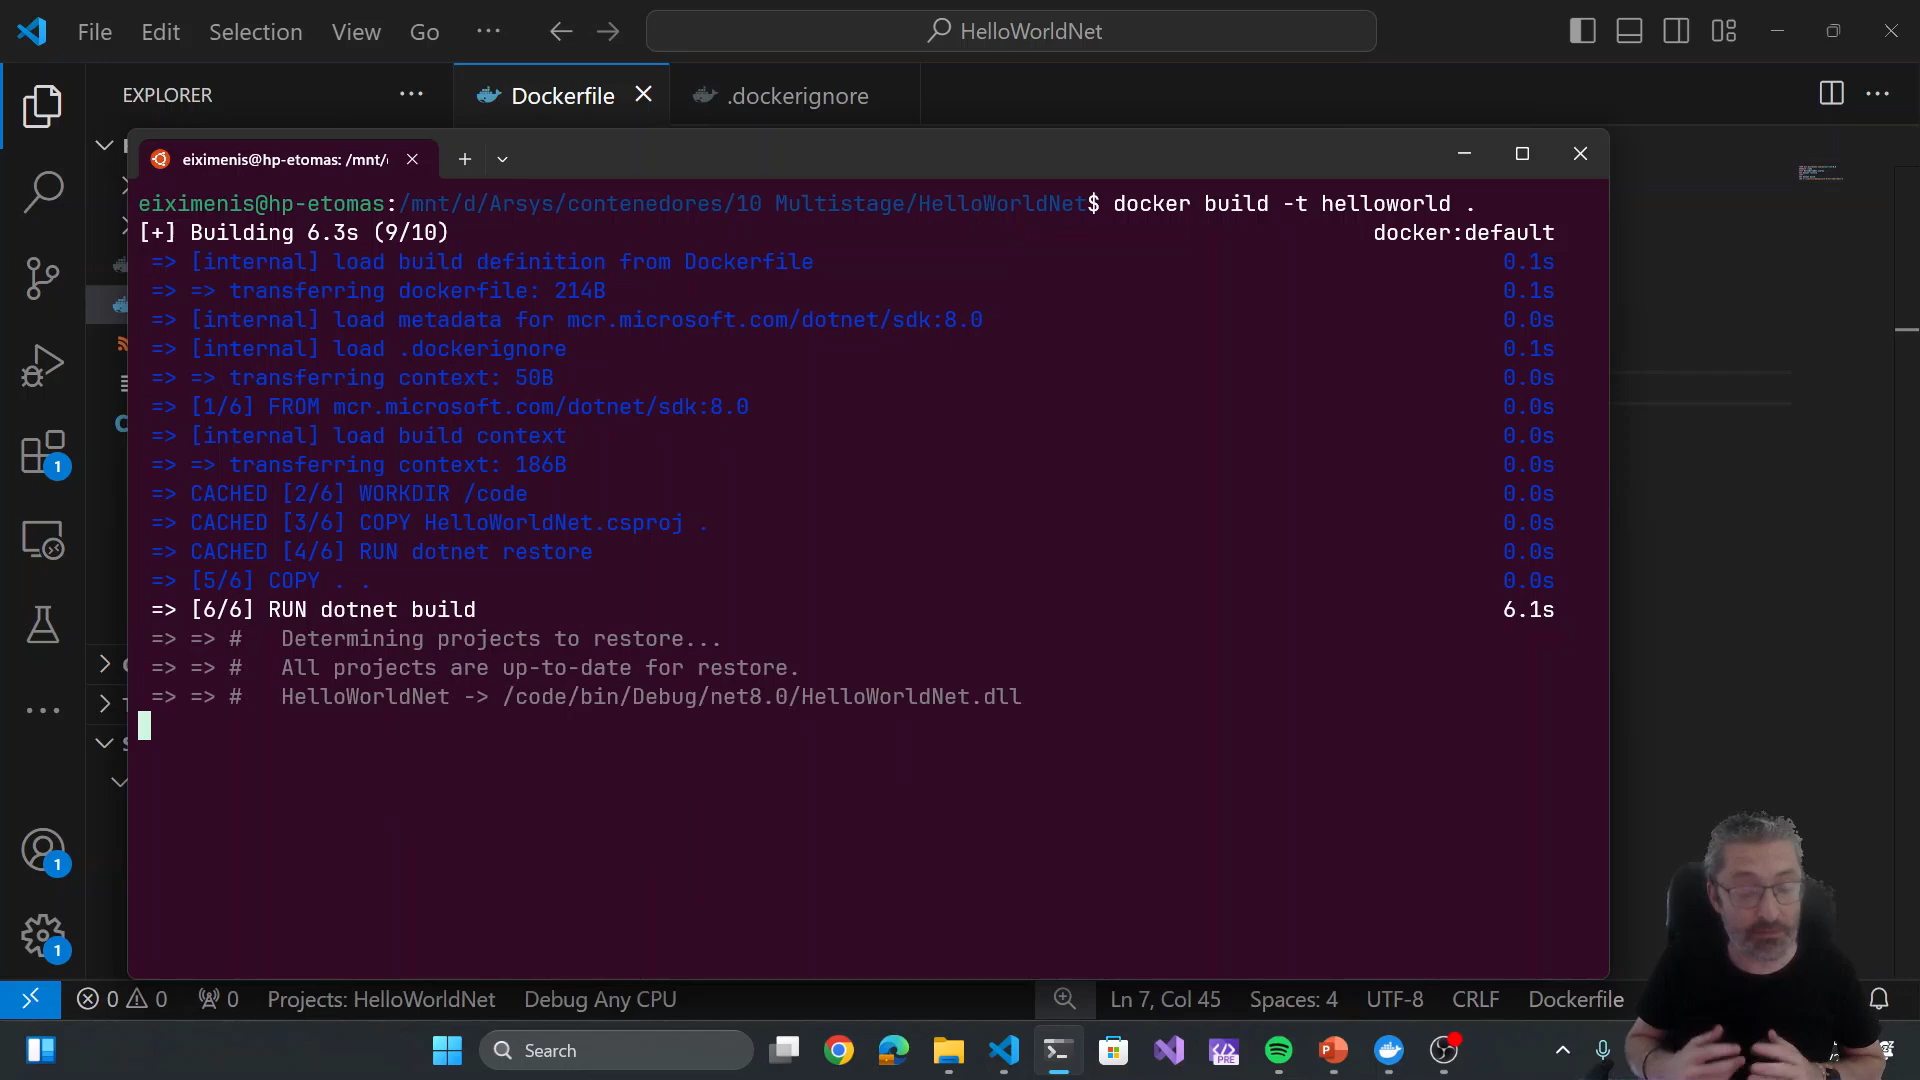 File Edit Selection View Go ···
HelloWorldNet
EXPLORER
Dockerfile
.dockerignore
eiximenis@hp-etomas: /mnt/
eiximenis@hp-etomas:/mnt/d/Arsys/contenedores/10 Multistage/HelloWorldNet$ docker build -t helloworld .
[+] Building 6.3s (9/10) docker:default
=> [internal] load build definition from Dockerfile 0.1s
=> => transferring dockerfile: 214B 0.1s
=> [internal] load metadata for mcr.microsoft.com/dotnet/sdk:8.0 0.0s
=> [internal] load .dockerignore 0.1s
=> => transferring context: 50B 0.0s
=> [1/6] FROM mcr.microsoft.com/dotnet/sdk:8.0 0.0s
=> [internal] load build context 0.0s
=> => transferring context: 186B 0.0s
=> CACHED [2/6] WORKDIR /code 0.0s
=> CACHED [3/6] COPY HelloWorldNet.csproj . 0.0s
=> CACHED [4/6] RUN dotnet restore 0.0s
=> [5/6] COPY . . 0.0s
=> [6/6] RUN dotnet build 6.1s
=> => #   Determining projects to restore...
=> => #   All projects are up-to-date for restore.
=> => #   HelloWorldNet -> /code/bin/Debug/net8.0/HelloWorldNet.dll
1
1
1
0 0 0 Projects: HelloWorldNet Debug Any CPU Ln 7, Col 45 Spaces: 4 UTF-8 CRLF Dockerfile
Search
PRE